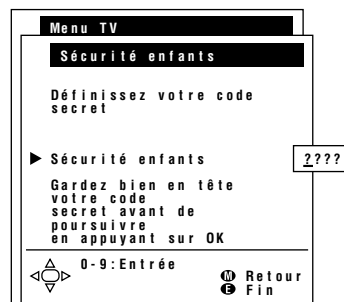 Menu TV
Sécurité enfants
Définissez votre code
secret
Sécurité enfants
????
Gardez bien en tête
votre code
secret avant de
poursuivre
en appuyant sur OK
0-9:Entrée
M Retour
E Fin